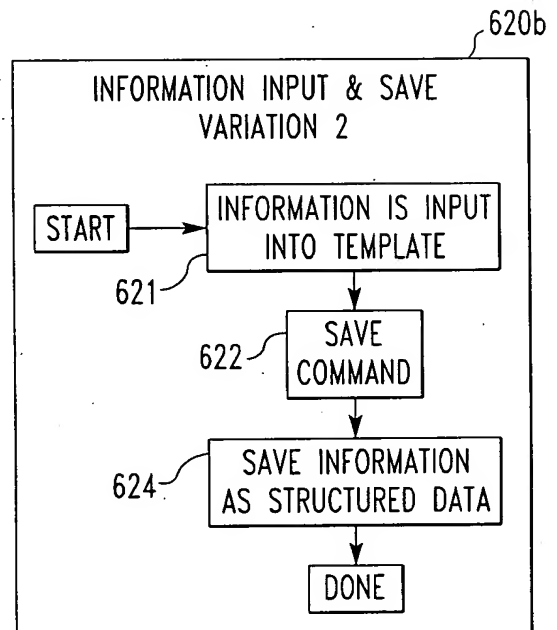 620b
INFORMATION INPUT & SAVE
VARIATION 2
START
INFORMATION IS INPUT
INTO TEMPLATE
621
SAVE
COMMAND
622
SAVE INFORMATION
AS STRUCTURED DATA
624
DONE